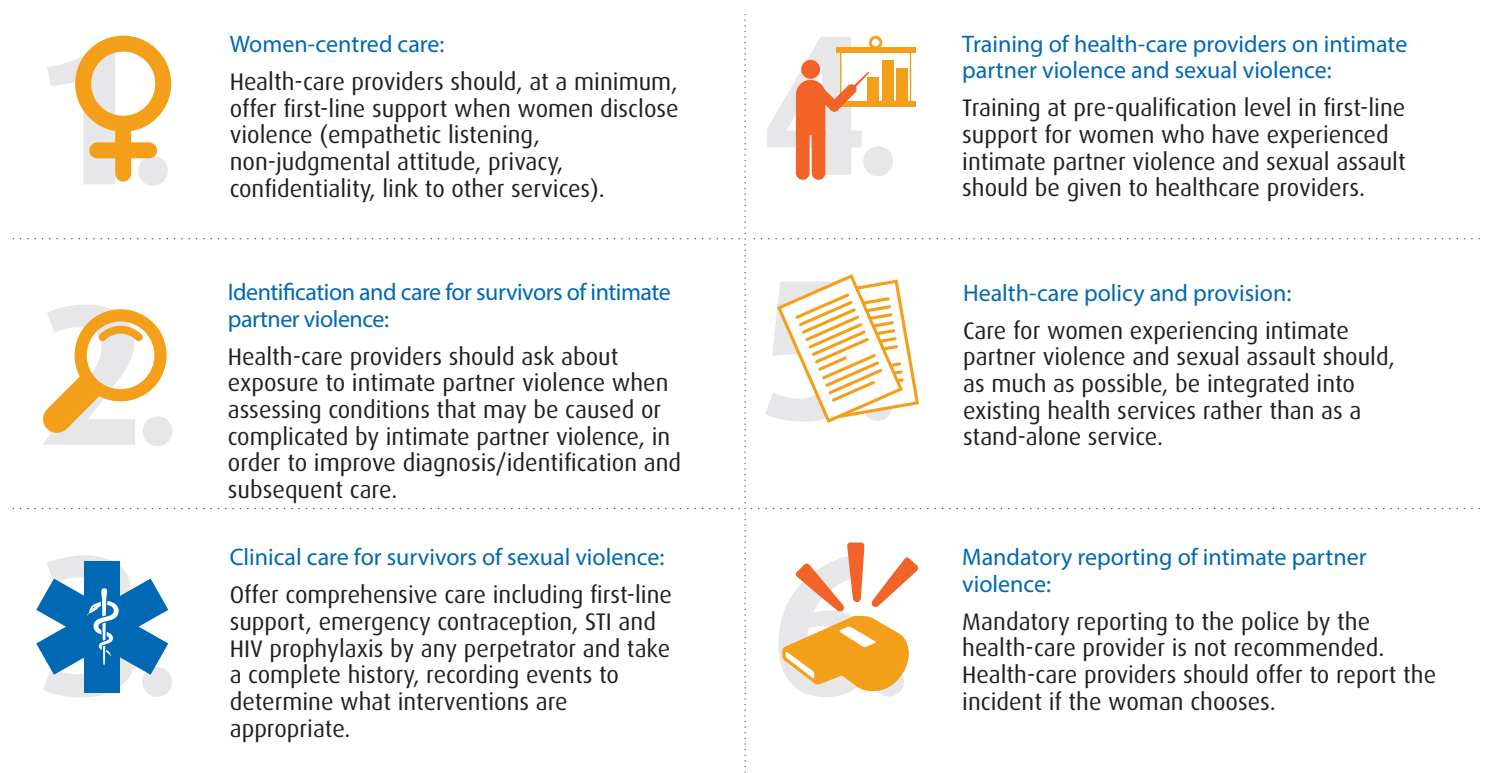 1.
Women-centred care:
Health-care providers should, at a minimum,
offer first-line support when women disclose
violence (empathetic listening,
non-judgmental attitude, privacy,
confidentiality, link to other services).
2.
Identification and care for survivors of intimate
partner violence:
Health-care providers should ask about
exposure to intimate partner violence when
assessing conditions that may be caused or
complicated by intimate partner violence, in
order to improve diagnosis/identification and
subsequent care.
3.
Clinical care for survivors of sexual violence:
Offer comprehensive care including first-line
support, emergency contraception, STI and
HIV prophylaxis by any perpetrator and take
a complete history, recording events to
determine what interventions are
appropriate.
4.
Training of health-care providers on intimate
partner violence and sexual violence:
Training at pre-qualification level in first-line
support for women who have experienced
intimate partner violence and sexual assault
should be given to healthcare providers.
5.
Health-care policy and provision:
Care for women experiencing intimate
partner violence and sexual assault should,
as much as possible, be integrated into
existing health services rather than as a
stand-alone service.
6.
Mandatory reporting of intimate partner
violence:
Mandatory reporting to the police by the
health-care provider is not recommended.
Health-care providers should offer to report the
incident if the woman chooses.